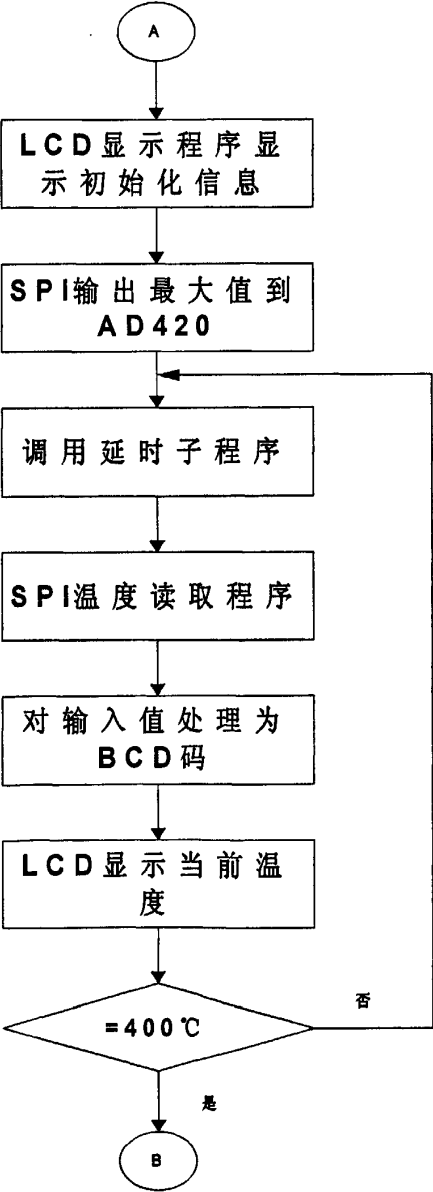 A
LCD显示程序显
示初始化信息
SPI输出最大值到
AD420
调用延时子程序
SPI温度读取程序
对输入值处理为
BCD码
LCD显示当前温
度
=400℃
否
是
B